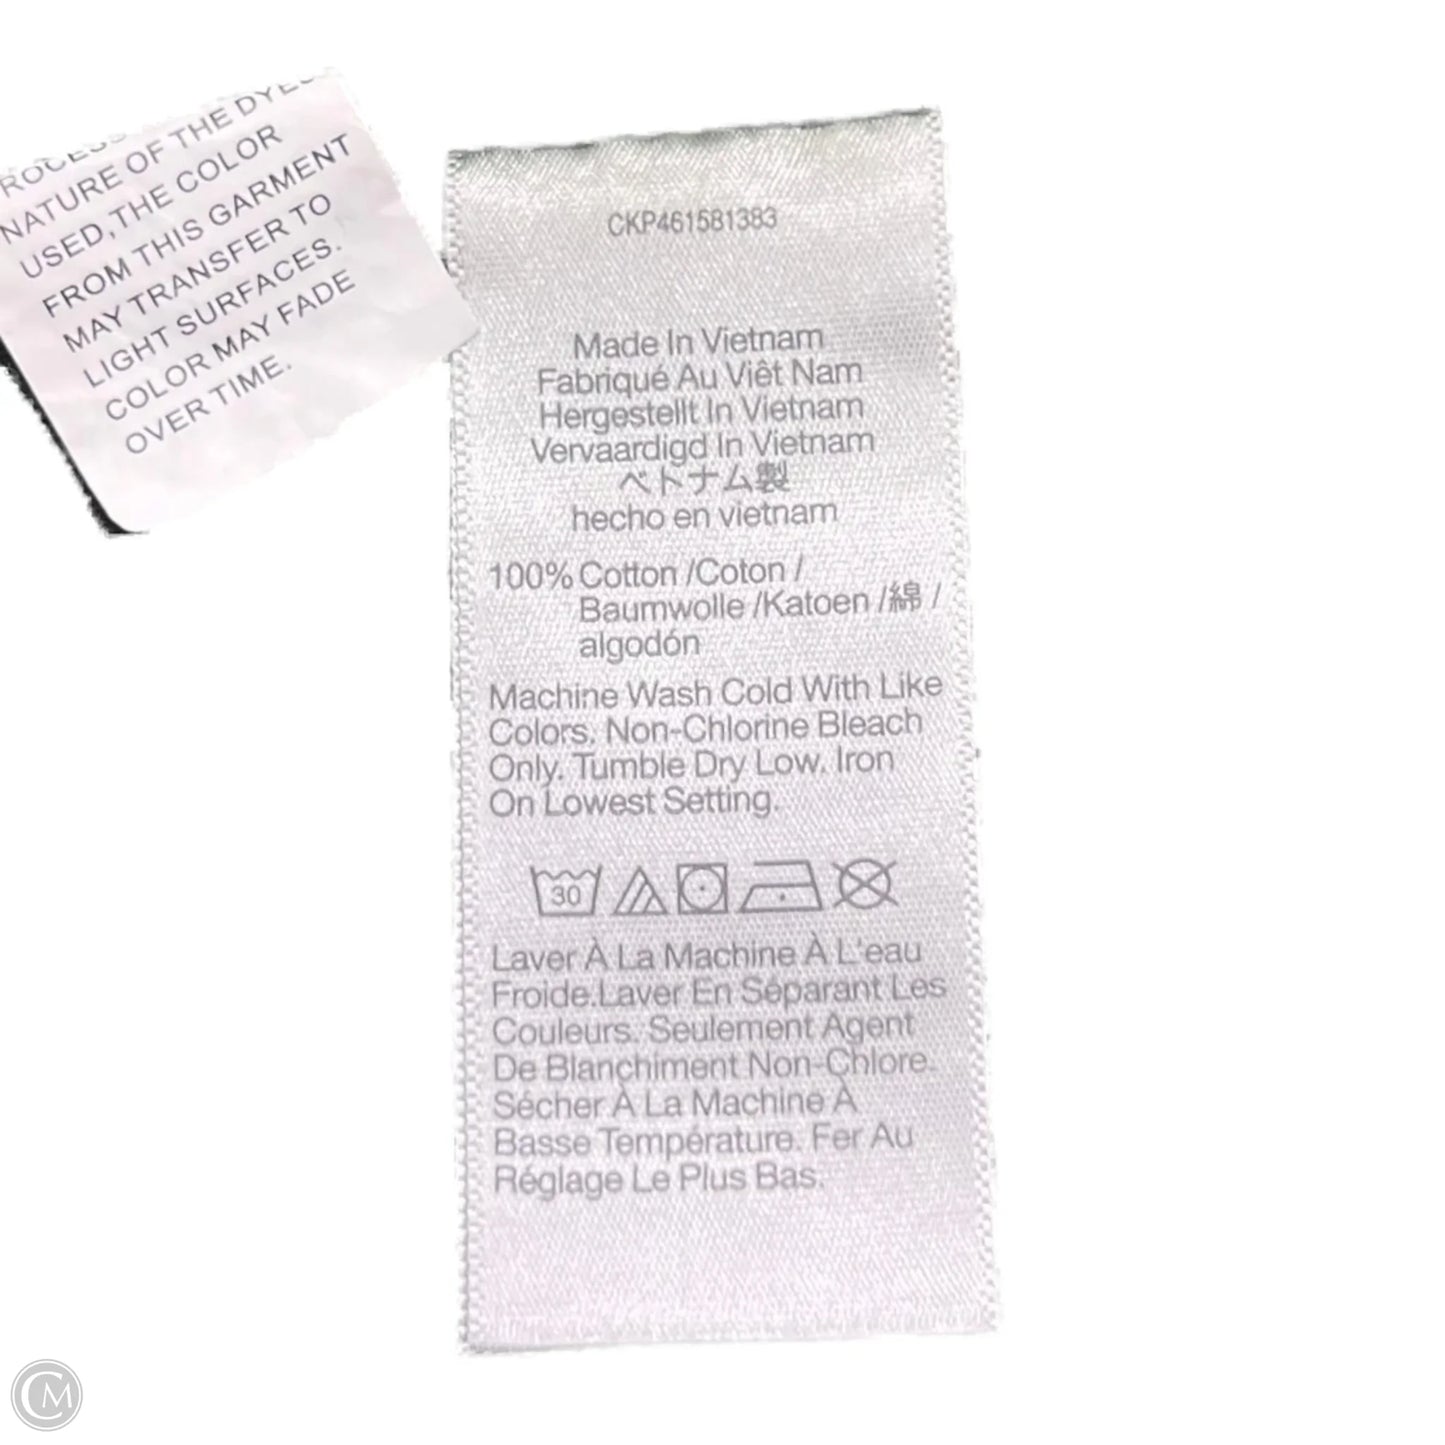 ROCESS
NATURE OF THE DYES
USED, THE COLOR
FROM THIS GARMENT
MAY TRANSFER TO
LIGHT SURFACES.
COLOR MAY FADE
OVER TIME.
CKP461581383
Made In Vietnam
Fabriqué Au Viêt Nam
Hergestellt In Vietnam
Vervaardigd In Vietnam
ベトナム製
hecho en vietnam
100% Cotton /Coton /
Baumwolle /Katoen /綿 /
algodón
Machine Wash Cold With Like
Colors. Non-Chlorine Bleach
Only. Tumble Dry Low. Iron
On Lowest Setting.
30
Laver À La Machine À L'eau
Froide.Laver En Séparant Les
Couleurs. Seulement Agent
De Blanchiment Non-Chlore.
Sécher À La Machine À
Basse Température. Fer Au
Réglage Le Plus Bas.
CM